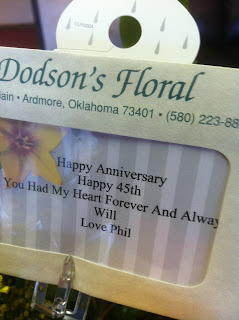 Dodson's Floral
ain • Ardmore, Oklahoma 73401 • (580) 223-88
Happy Anniversary
Happy 45th
You Had My Heart Forever And Alway
Will
Love Phil